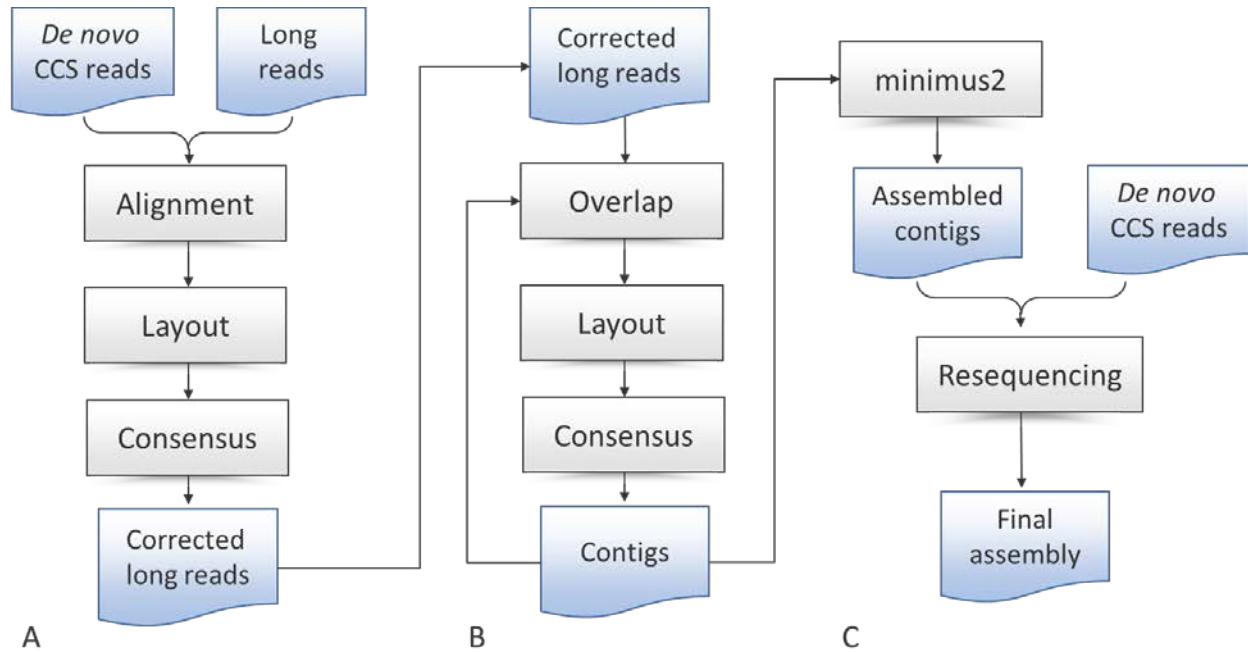 De novo
CCS reads
Long
reads
Alignment
Layout
Consensus
Corrected
long reads
A
Corrected
long reads
Overlap
Layout
Consensus
Contigs
B
minimus2
Assembled
contigs
De novo
CCS reads
Resequencing
Final
assembly
C